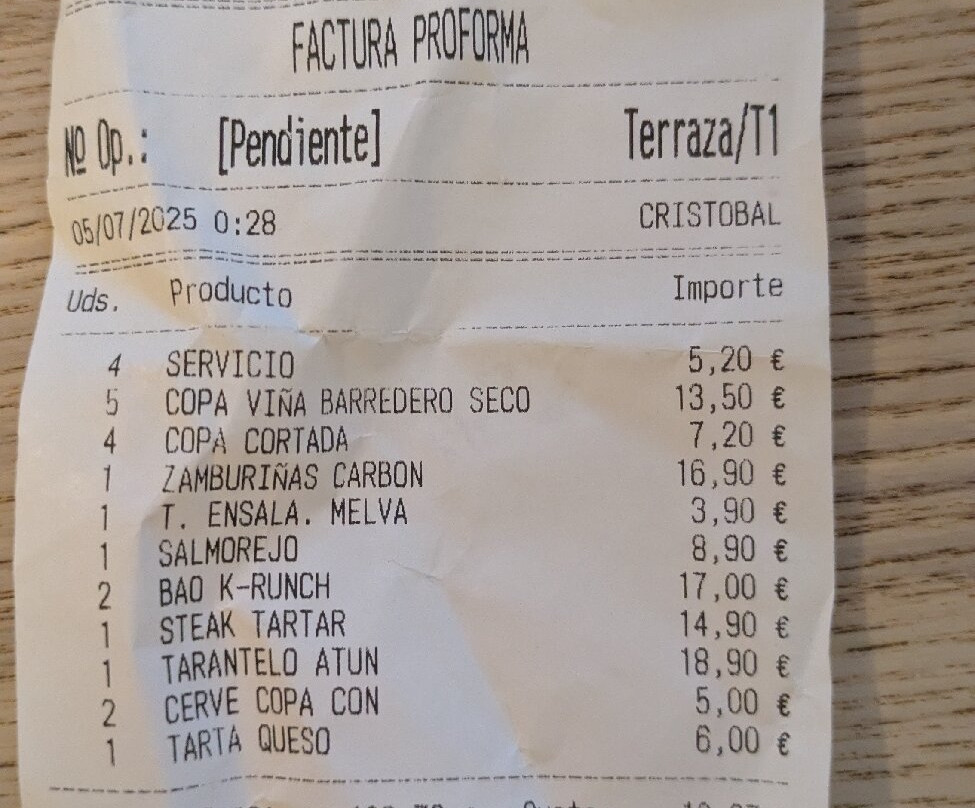 FACTURA PROFORMA
Nº Op.: [Pendiente] Terraza/T1
05/07/2025 0:28 CRISTOBAL
Uds. Producto Importe
4 SERVICIO 5,20 €
5 COPA VIÑA BARREDERO SECO 13,50 €
4 COPA CORTADA 7,20 €
1 ZAMBURIÑAS CARBON 16,90 €
1 T. ENSALA. MELVA 3,90 €
1 SALMOREJO 8,90 €
2 BAO K-RUNCH 17,00 €
1 STEAK TARTAR 14,90 €
1 TARANTELO ATUN 18,90 €
2 CERVE COPA CON 5,00 €
1 TARTA QUESO 6,00 €